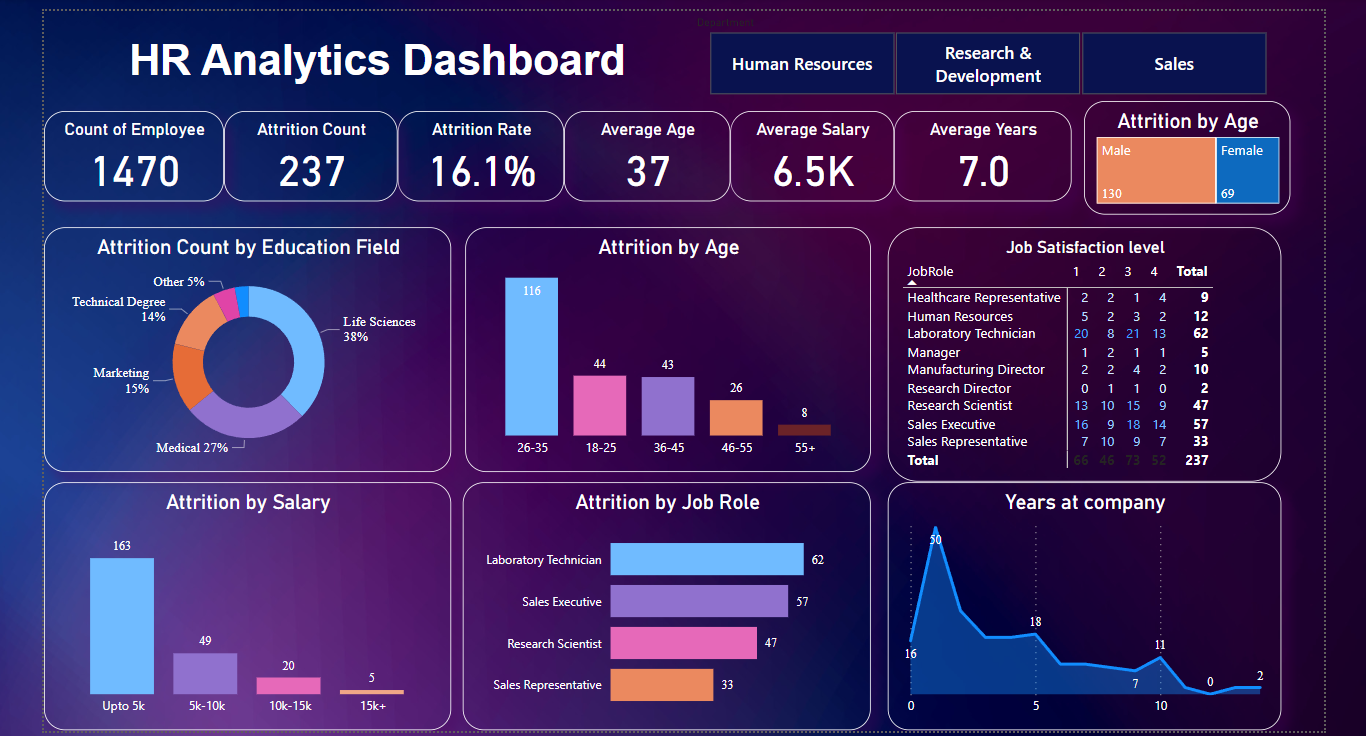 Department
HR Analytics Dashboard
Human Resources
Research &
Development
Sales
Count of Employee
1470
Attrition Count
237
Attrition Rate
16.1%
Average Age
37
Average Salary
6.5K
Average Years
7.0
Attrition by Age
Male
130
Female
69
Attrition Count by Education Field
Other 5%
Technical Degree
14%
Life Sciences
38%
Marketing
15%
Medical 27%
Attrition by Age
116
44
43
26
8
26-35 18-25 36-45 46-55 55+
Job Satisfaction level
JobRole 1 2 3 4 Total
Healthcare Representative 2 2 1 4 9
Human Resources 5 2 3 2 12
Laboratory Technician 20 8 21 13 62
Manager 1 2 1 1 5
Manufacturing Director 2 2 4 2 10
Research Director 0 1 1 0 2
Research Scientist 13 10 15 9 47
Sales Executive 16 9 18 14 57
Sales Representative 7 10 9 7 33
Total 66 46 73 52 237
Attrition by Salary
163
49
20
5
Upto 5k 5k-10k 10k-15k 15k+
Attrition by Job Role
Laboratory Technician 62
Sales Executive 57
Research Scientist 47
Sales Representative 33
Years at company
50
18
16
11
7
0
2
0 5 10